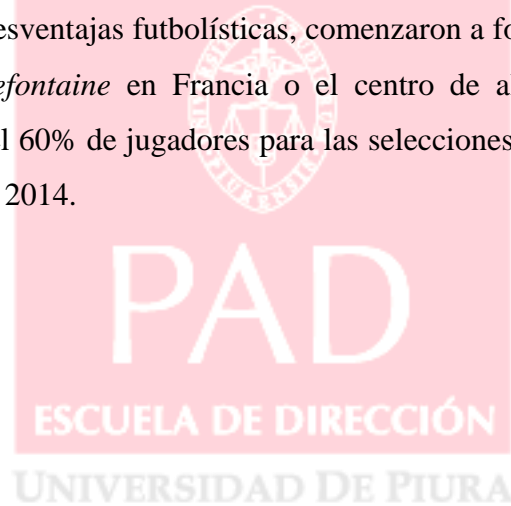 esventajas futbolísticas, comenzaron a fo
efontaine en Francia o el centro de a
l 60% de jugadores para las selecciones
2014.
PAD
ESCUELA DE DIRECCIÓN
UNIVERSIDAD DE PIURA